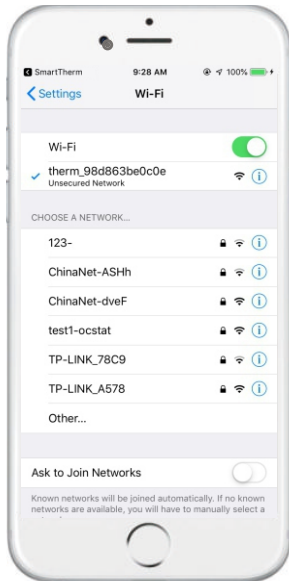 SmartTherm 9:28 AM 100%
Settings Wi-Fi
Wi-Fi
therm_98d863be0c0e
Unsecured Network
CHOOSE A NETWORK...
123-
ChinaNet-ASHh
ChinaNet-dveF
test1-ocstat
TP-LINK_78C9
TP-LINK_A578
Other...
Ask to Join Networks
Known networks will be joined automatically. If no known
networks are available, you will have to manually select a